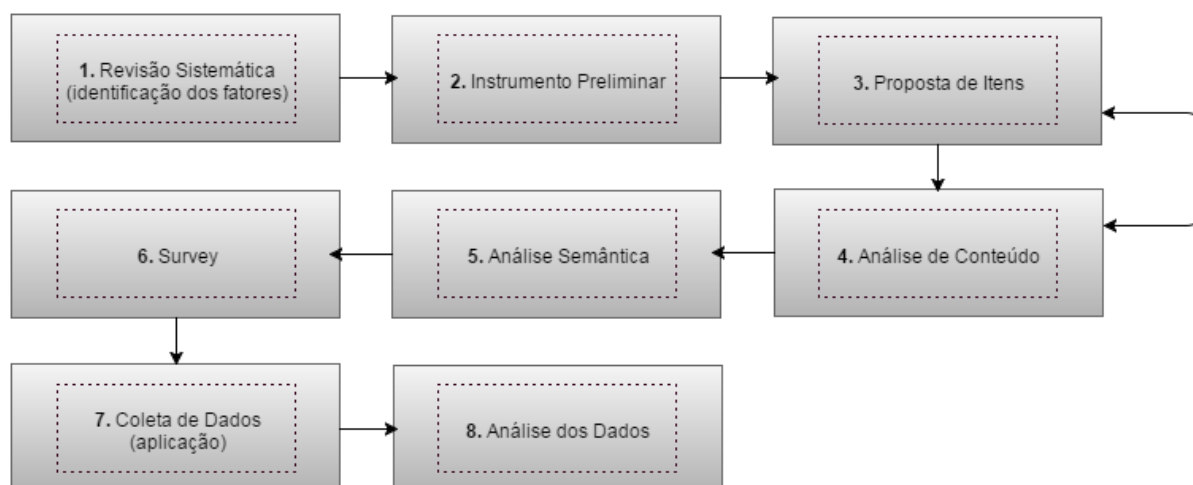 1. Revisão Sistemática
(identificação dos fatores)
2. Instrumento Preliminar
3. Proposta de Itens
4. Análise de Conteúdo
5. Análise Semântica
6. Survey
7. Coleta de Dados
(aplicação)
8. Análise dos Dados